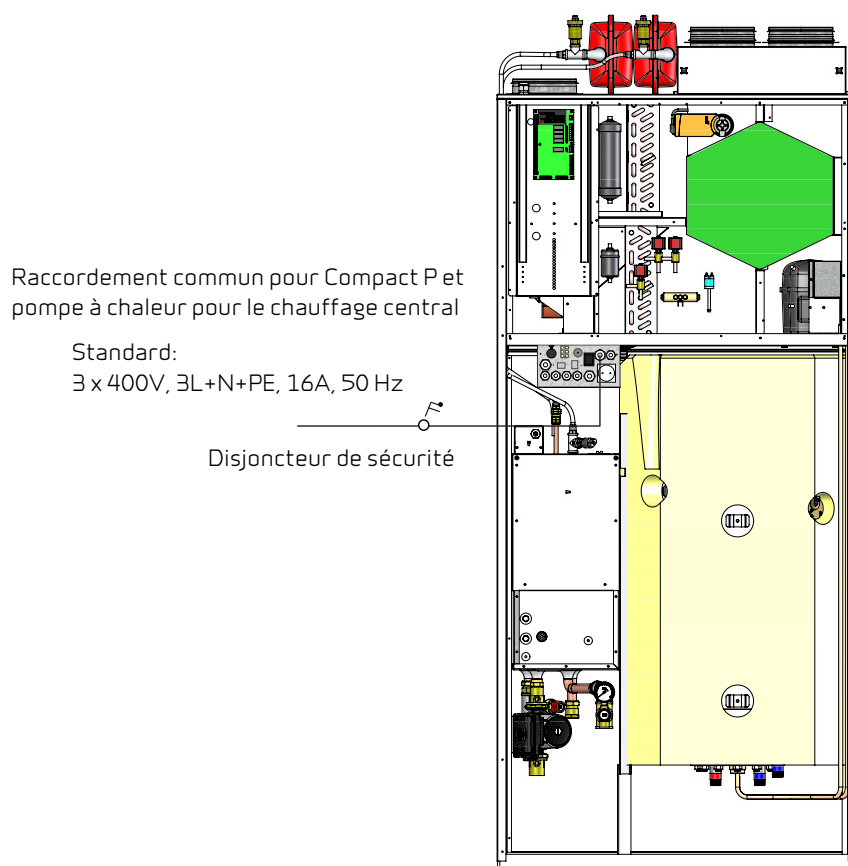 Raccordement commun pour Compact P et
pompe à chaleur pour le chauffage central
Standard:
3 x 400V, 3L+N+PE, 16A, 50 Hz
Disjoncteur de sécurité